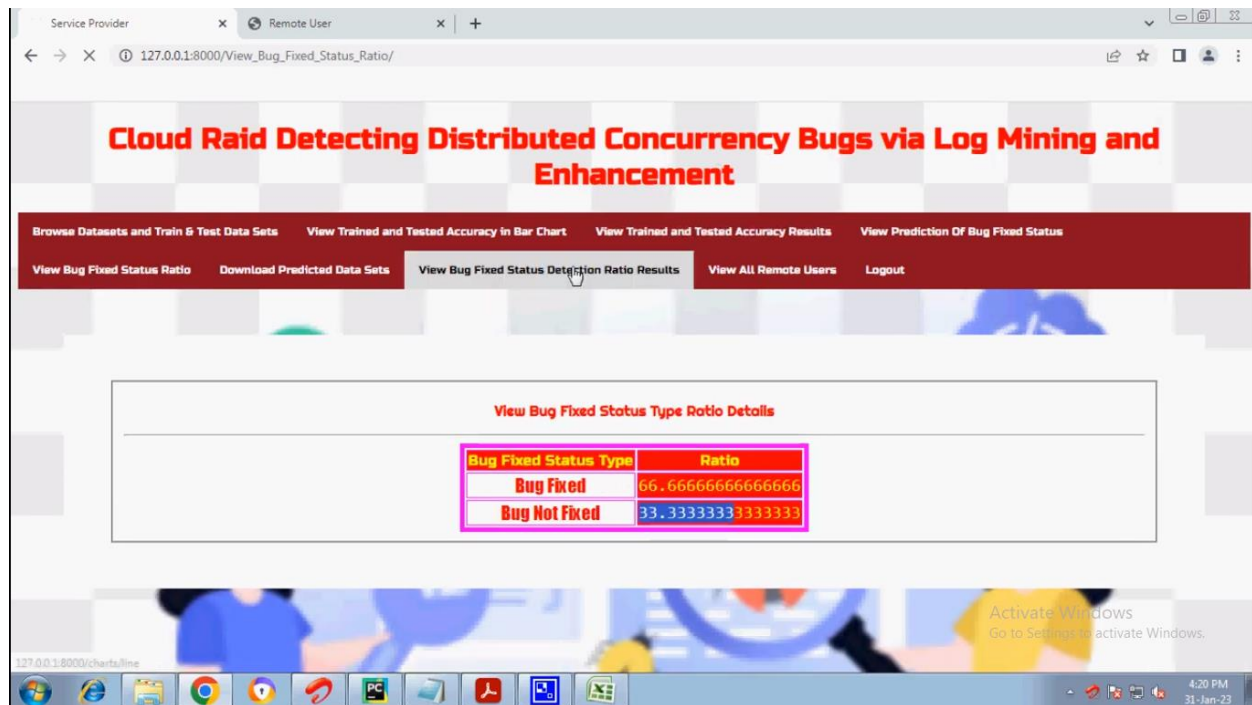 Service Provider
Remote User
127.0.0.1:8000/View_Bug_Fixed_Status_Ratio/
Cloud Raid Detecting Distributed Concurrency Bugs via Log Mining and
Enhancement
Browse Datasets and Train & Test Data Sets View Trained and Tested Accuracy in Bar Chart View Trained and Tested Accuracy Results View Prediction Of Bug Fixed Status
View Bug Fixed Status Ratio Download Predicted Data Sets View Bug Fixed Status Detection Ratio Results View All Remote Users Logout
View Bug Fixed Status Type Ratio Details
Bug Fixed Status Type Ratio
Bug Fixed 66.66666666666666
Bug Not Fixed 33.33333333333333
Activate Windows
Go to Settings to activate Windows.
127.0.0.1:8000/charts/line
PC
4:20 PM
31-Jan-23